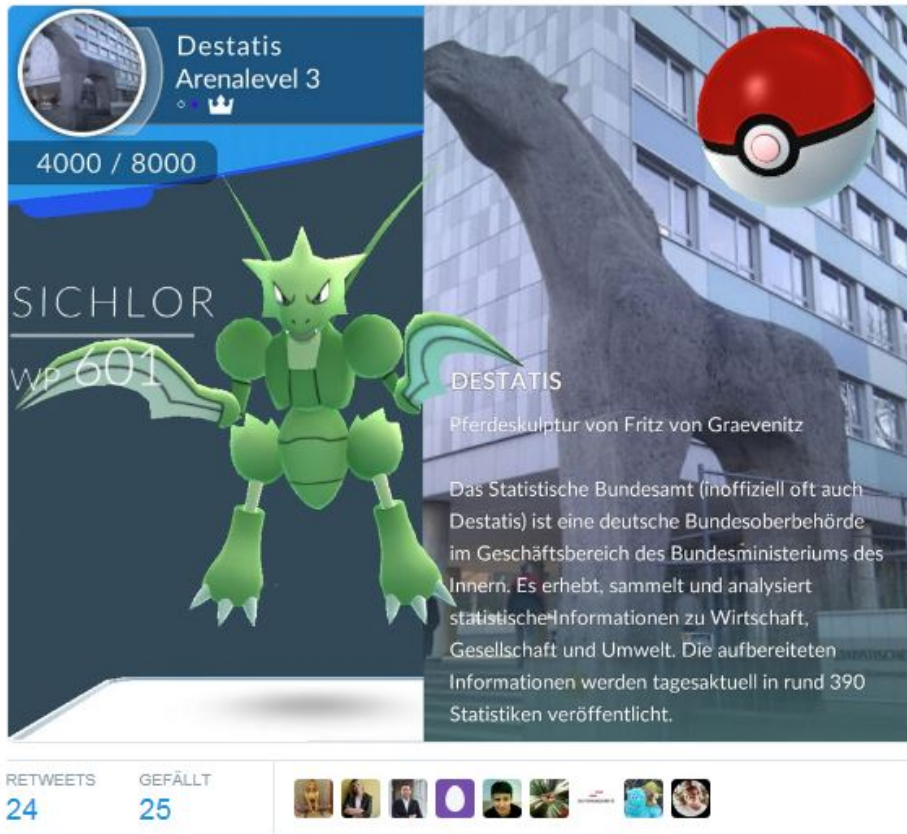 Destatis
Arenalevel 3
4000 / 8000
SICHLOR
WP 601
DESTATIS
Pferdeskulptur von Fritz von Graevenitz
Das Statistische Bundesamt (inoffiziell oft auch
Destatis) ist eine deutsche Bundesoberbehörde
im Geschäftsbereich des Bundesministeriums des
Innern. Es erhebt, sammelt und analysiert
statistische Informationen zu Wirtschaft,
Gesellschaft und Umwelt. Die aufbereiteten
Informationen werden tagesaktuell in rund 390
Statistiken veröffentlicht.
RETWEETS
24
GEFÄLLT
25